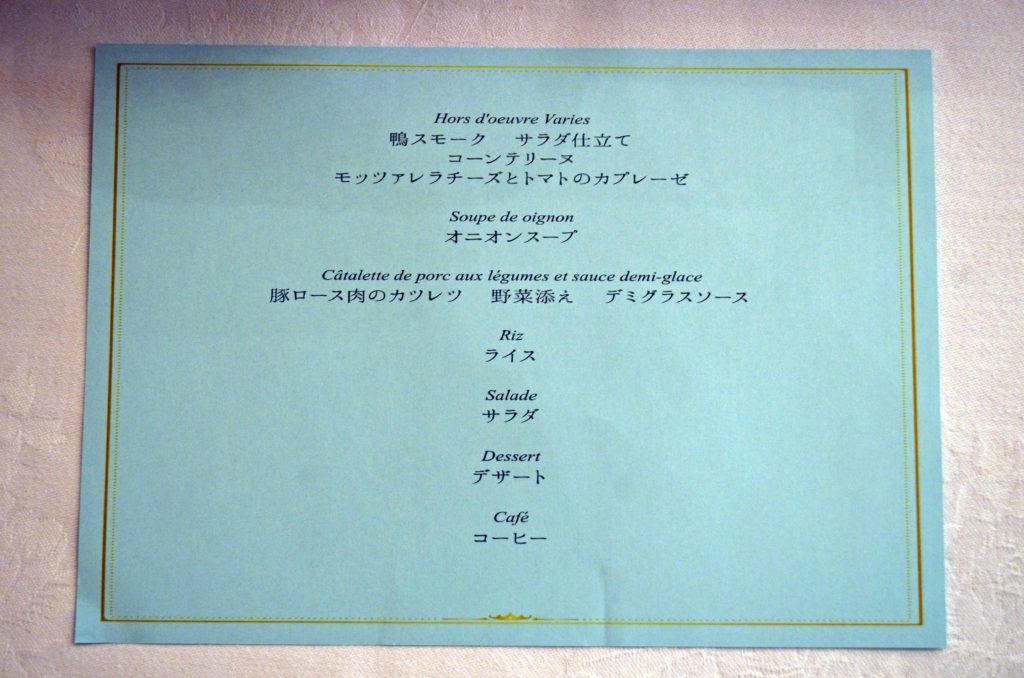 Hors d'oeuvre Varies
鴨スモーク　サラダ仕立て
コーンテリーヌ
モッツァレラチーズとトマトのカプレーゼ
Soupe de oignon
オニオンスープ
Câtalette de porc aux légumes et sauce demi-glace
豚ロース肉のカツレツ　野菜添え　デミグラスソース
Riz
ライス
Salade
サラダ
Dessert
デザート
Café
コーヒー